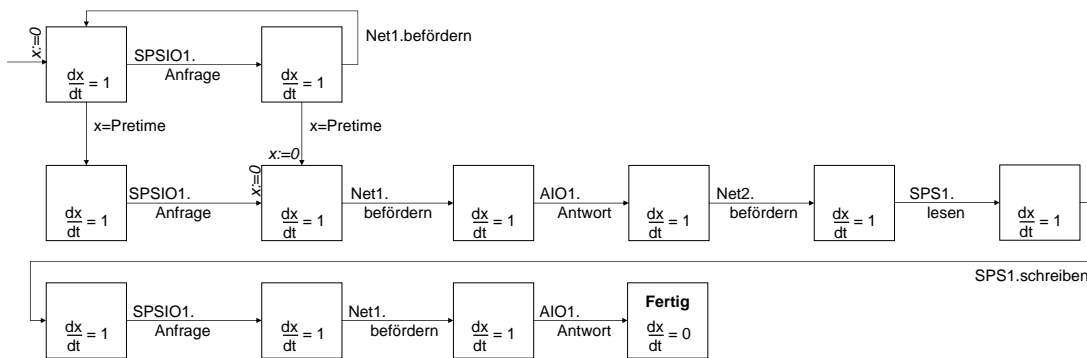 x:=0
dx/dt = 1
SPSIO1.
Anfrage
dx/dt = 1
Net1.befördern
x=Pretime
x=Pretime
x:=0
x:=0
dx/dt = 1
SPSIO1.
Anfrage
dx/dt = 1
Net1.
befördern
dx/dt = 1
AIO1.
Antwort
dx/dt = 1
Net2.
befördern
dx/dt = 1
SPS1.
lesen
dx/dt = 1
SPS1.schreiben
dx/dt = 1
SPSIO1.
Anfrage
dx/dt = 1
Net1.
befördern
dx/dt = 1
AIO1.
Antwort
Fertig
dx/dt = 0